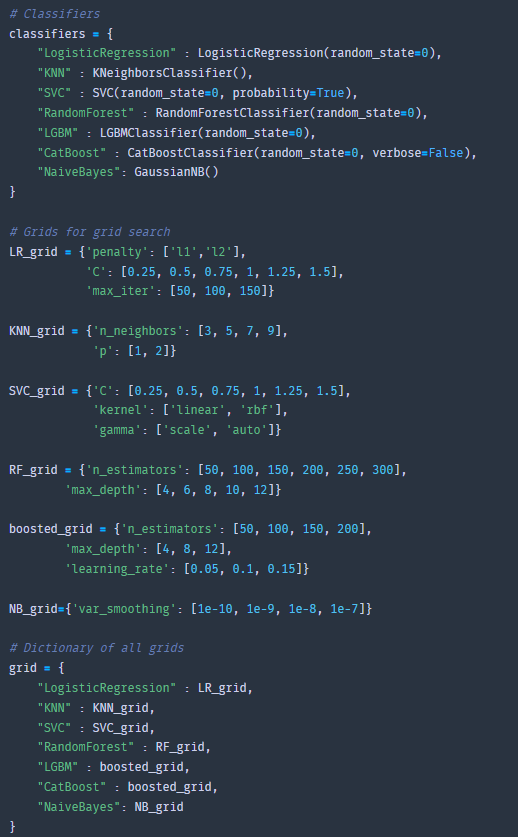 # Classifiers
classifiers = {
    "LogisticRegression" : LogisticRegression(random_state=0),
    "KNN" : KNeighborsClassifier(),
    "SVC" : SVC(random_state=0, probability=True),
    "RandomForest" : RandomForestClassifier(random_state=0),
    "LGBM" : LGBMClassifier(random_state=0),
    "CatBoost" : CatBoostClassifier(random_state=0, verbose=False),
    "NaiveBayes": GaussianNB()
}

# Grids for grid search
LR_grid = {'penalty': ['l1','l2'],
           'C': [0.25, 0.5, 0.75, 1, 1.25, 1.5],
           'max_iter': [50, 100, 150]}

KNN_grid = {'n_neighbors': [3, 5, 7, 9],
            'p': [1, 2]}

SVC_grid = {'C': [0.25, 0.5, 0.75, 1, 1.25, 1.5],
            'kernel': ['linear', 'rbf'],
            'gamma': ['scale', 'auto']}

RF_grid = {'n_estimators': [50, 100, 150, 200, 250, 300],
        'max_depth': [4, 6, 8, 10, 12]}

boosted_grid = {'n_estimators': [50, 100, 150, 200],
        'max_depth': [4, 8, 12],
        'learning_rate': [0.05, 0.1, 0.15]}

NB_grid={'var_smoothing': [1e-10, 1e-9, 1e-8, 1e-7]}

# Dictionary of all grids
grid = {
    "LogisticRegression" : LR_grid,
    "KNN" : KNN_grid,
    "SVC" : SVC_grid,
    "RandomForest" : RF_grid,
    "LGBM" : boosted_grid,
    "CatBoost" : boosted_grid,
    "NaiveBayes": NB_grid
}